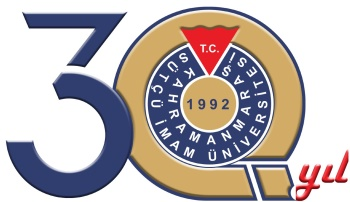 30
T.C.
KAHRAMANMARAŞ
SÜTÇÜ İMAM ÜNİVERSİTESİ
1992
yıl